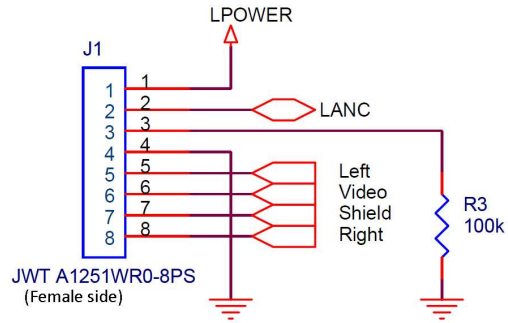 LPOWER
J1
1 1
2 2 LANC
3 3
4 4
5 5 Left
6 6 Video
7 7 Shield
8 8 Right
R3
100k
JWT A1251WR0-8PS
(Female side)